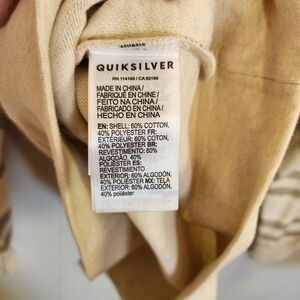 QUIKSILVER
RN 114189 / CA 52199
MADE IN CHINA /
FABRIQUÉ EN CHINE /
FEITO NA CHINA /
FABRICADO EN CHINA /
HECHO EN CHINA
EN: SHELL: 60% COTTON,
40% POLYESTER FR:
EXTÉRIEUR: 60% COTON,
40% POLYESTER BR:
REVESTIMENTO: 60%
ALGODÃO, 40%
POLIÉSTER ES:
REVESTIMIENTO
EXTERIOR: 60% ALGODÓN,
40% POLIÉSTER MX: TELA
EXTERIOR: 60% ALGODÓN,
40% poliéster